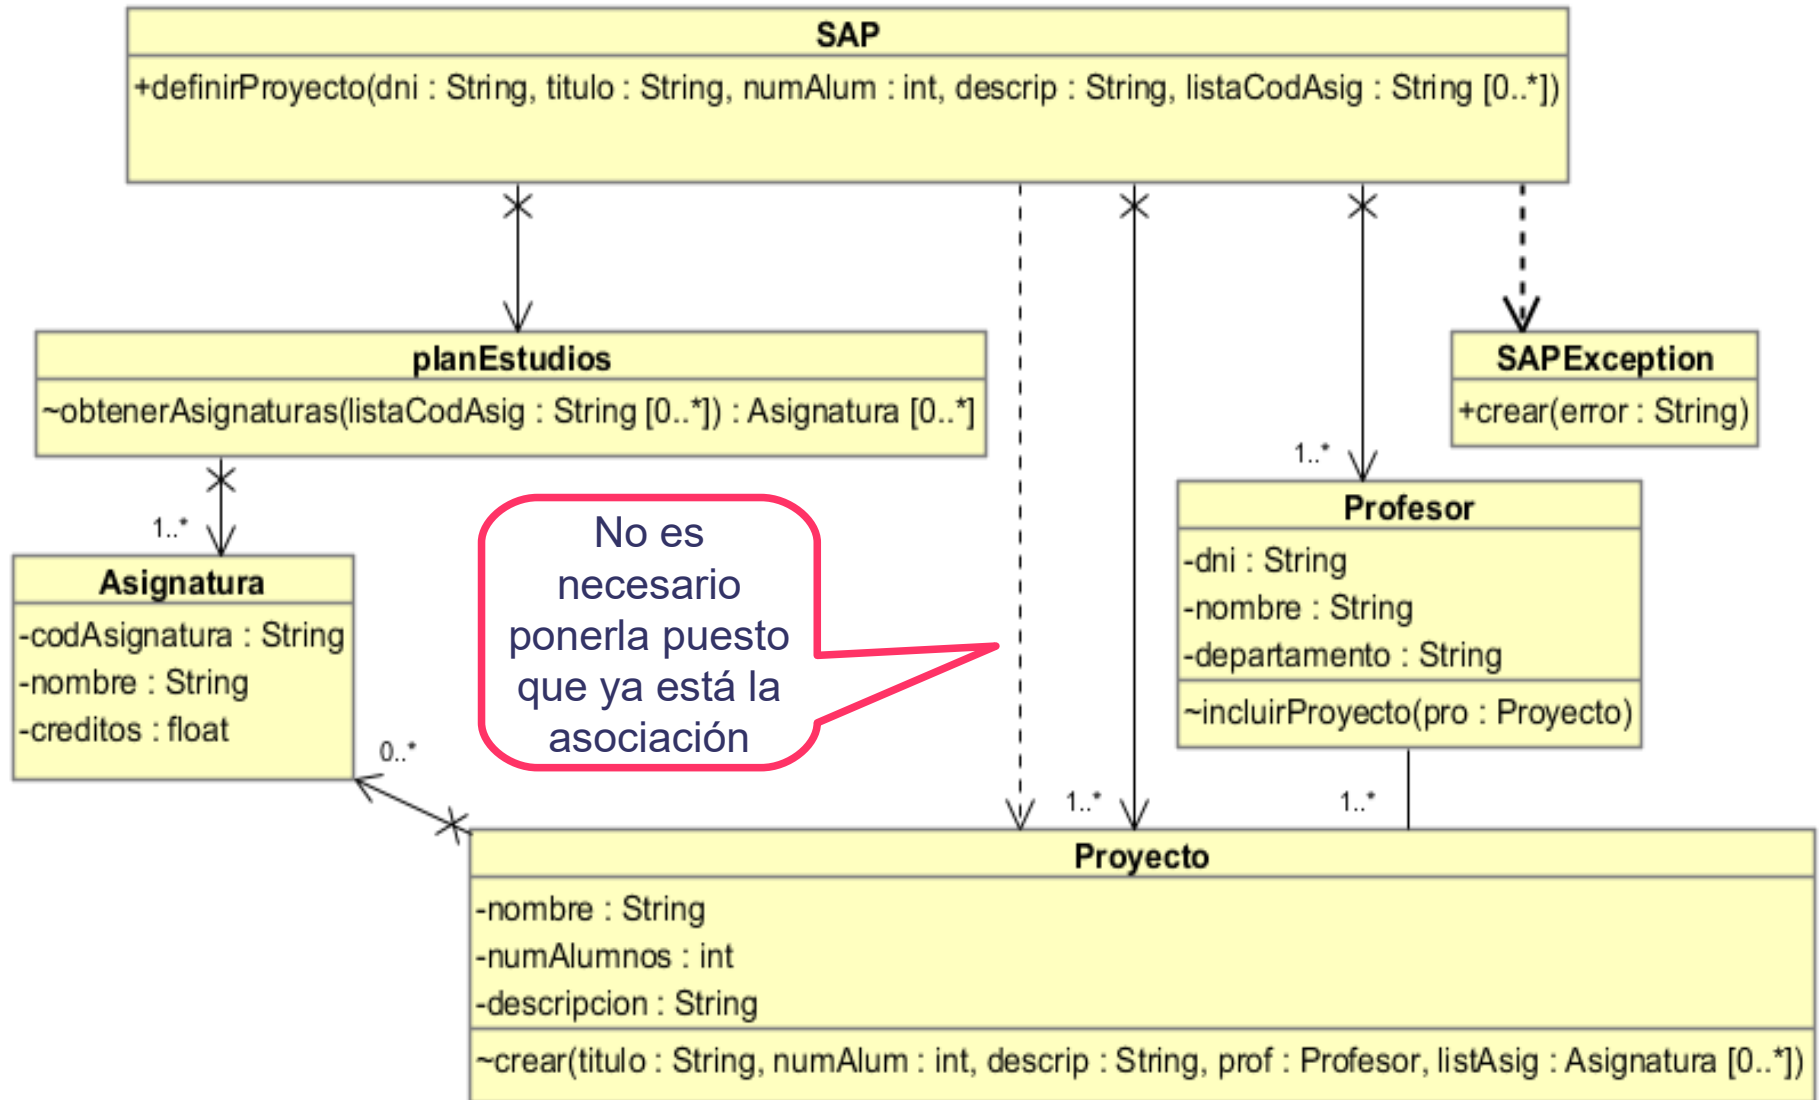 SAP
+definirProyecto(dni : String, titulo : String, numAlum : int, descrip : String, listaCodAsig : String [0..*])
planEstudios
~obtenerAsignaturas(listaCodAsig : String [0..*]) : Asignatura [0..*]
SAPException
+crear(error : String)
1..*
Profesor
-dni : String
-nombre : String
-departamento : String
~incluirProyecto(pro : Proyecto)
1..*
Asignatura
-codAsignatura : String
-nombre : String
-creditos : float
No es
necesario
ponerla puesto
que ya está la
asociación
0..*
1..*
1..*
Proyecto
-nombre : String
-numAlumnos : int
-descripcion : String
~crear(titulo : String, numAlum : int, descrip : String, prof : Profesor, listAsig : Asignatura [0..*])